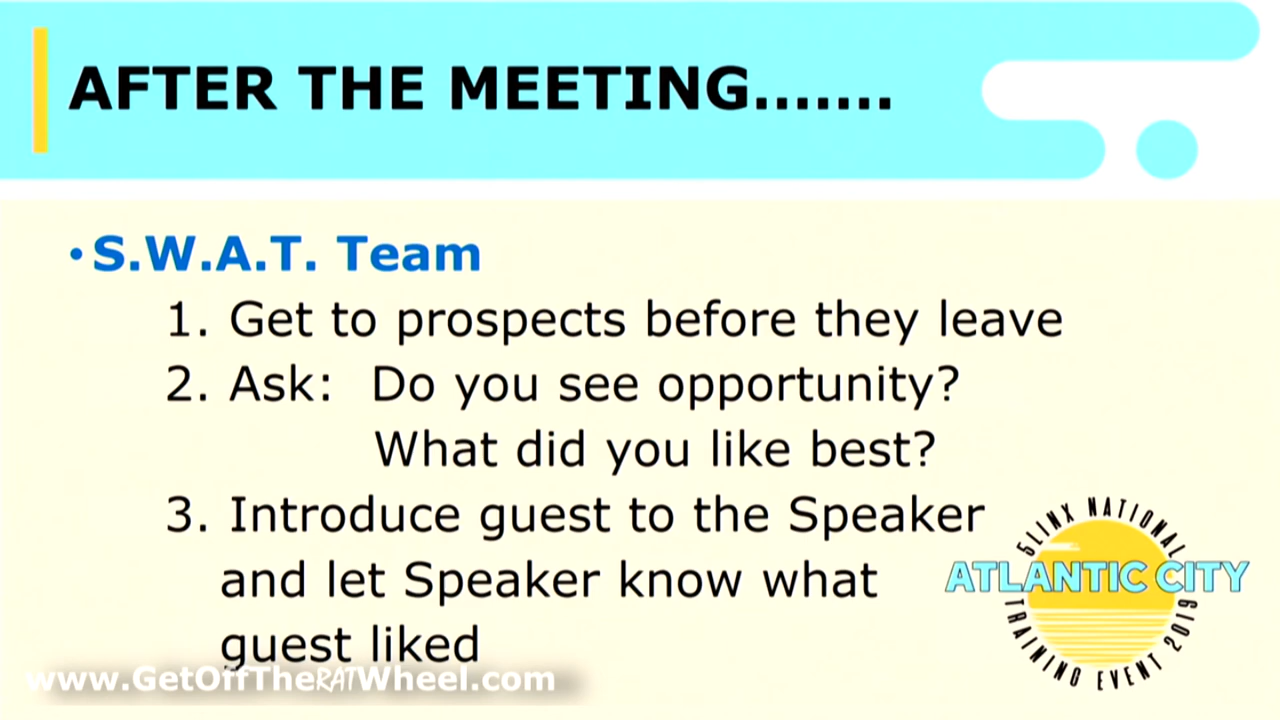 AFTER THE MEETING.......
• S.W.A.T. Team
1. Get to prospects before they leave
2. Ask: Do you see opportunity?
What did you like best?
3. Introduce guest to the Speaker
and let Speaker know what
guest liked
5LINX NATIONAL
ATLANTIC CITY
TRAINING EVENT 2019
www.GetOffTheRATWheel.com